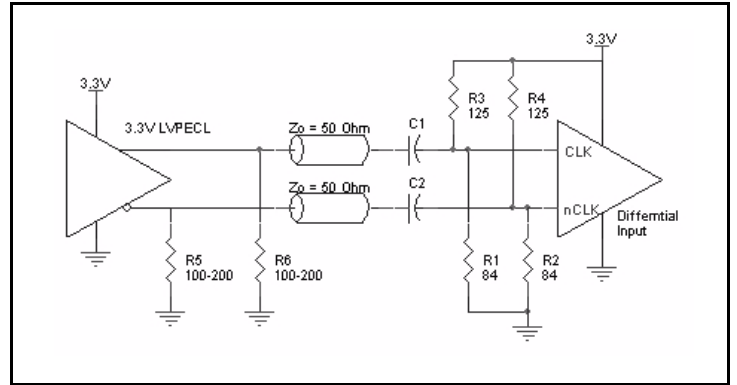 3.3V
3.3V
3.3V LVPECL
Zo = 50 Ohm
C1
R3
125
R4
125
CLK
Zo = 50 Ohm
C2
nCLK
Differntial
Input
R5
100-200
R6
100-200
R1
84
R2
84